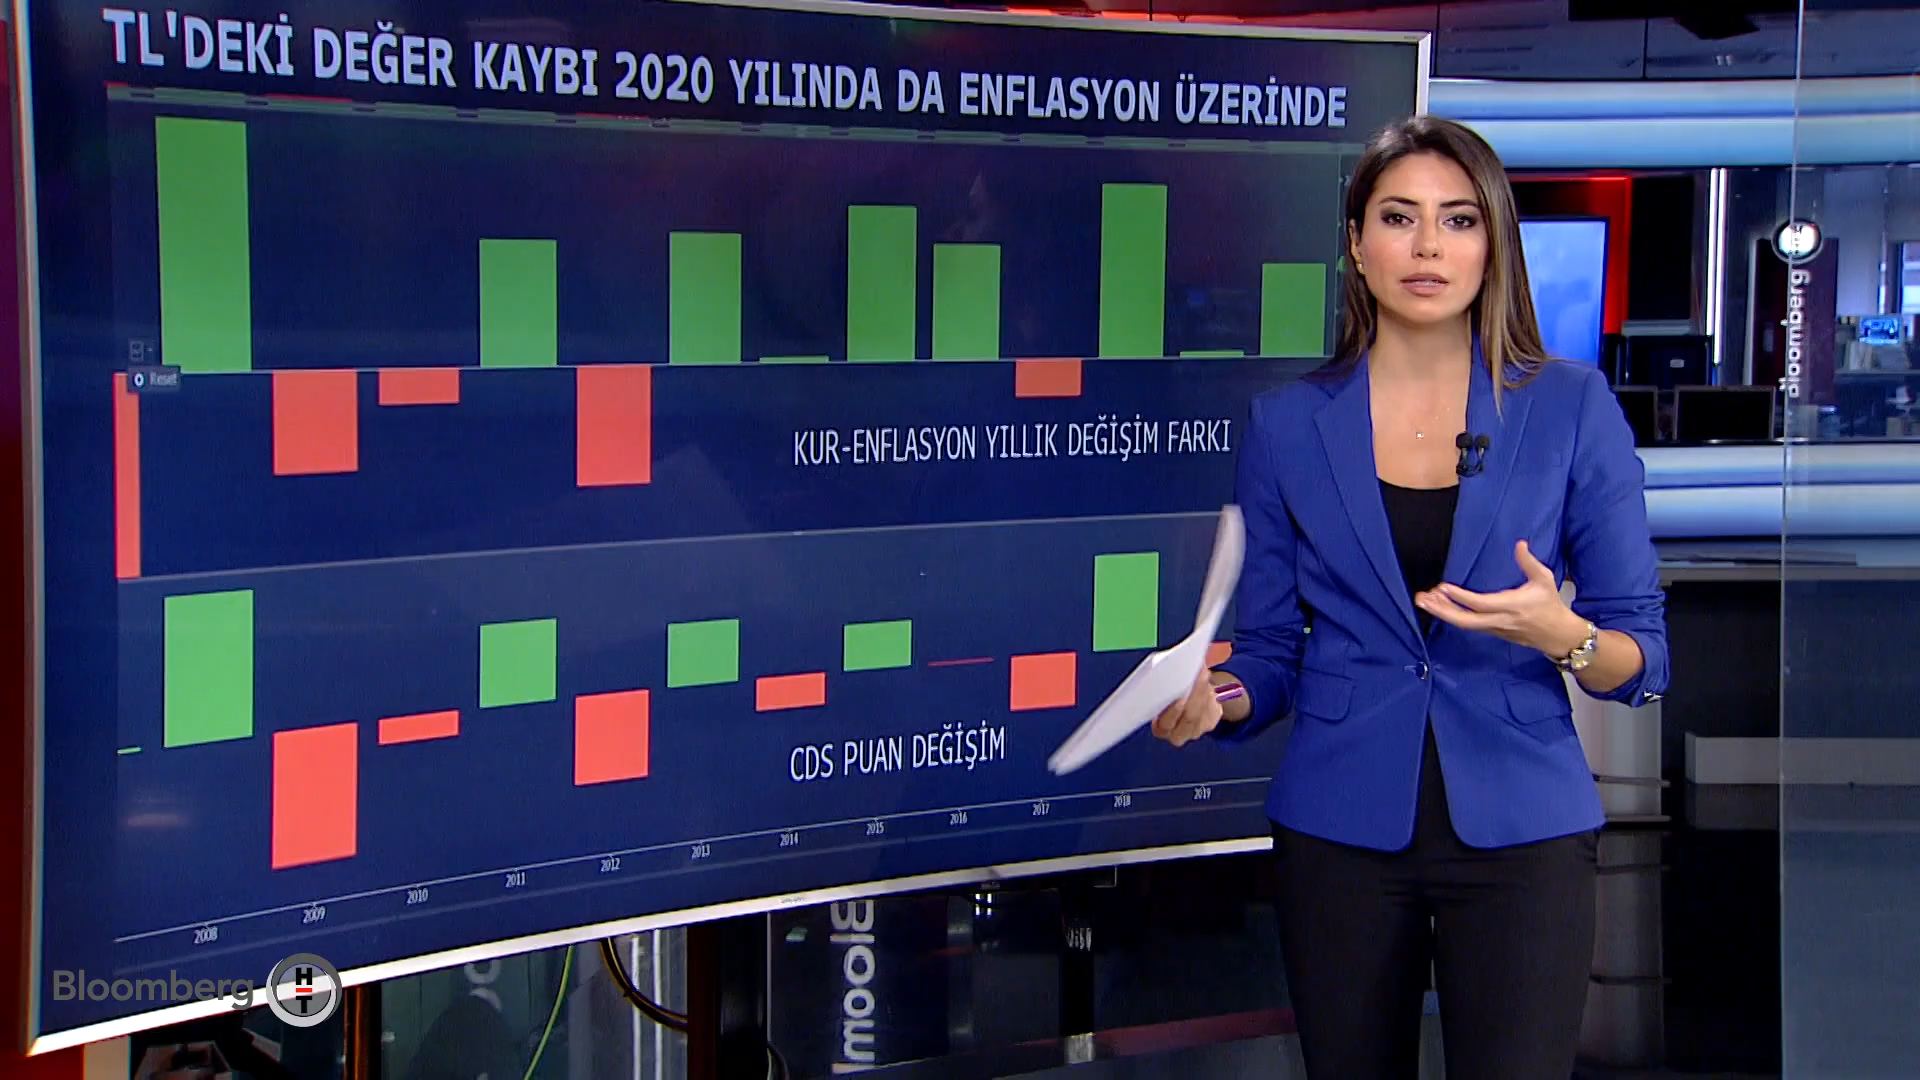 TL'DEKİ DEĞER KAYBI 2020 YILINDA DA ENFLASYON ÜZERİNDE
Reset
KUR-ENFLASYON YILLIK DEĞİŞİM FARKI
CDS PUAN DEĞİŞİM
2008 2009 2010 2011 2012 2013 2014 2015 2016 2017 2018 2019
Bloomberg HT
Bloom
Bloomberg